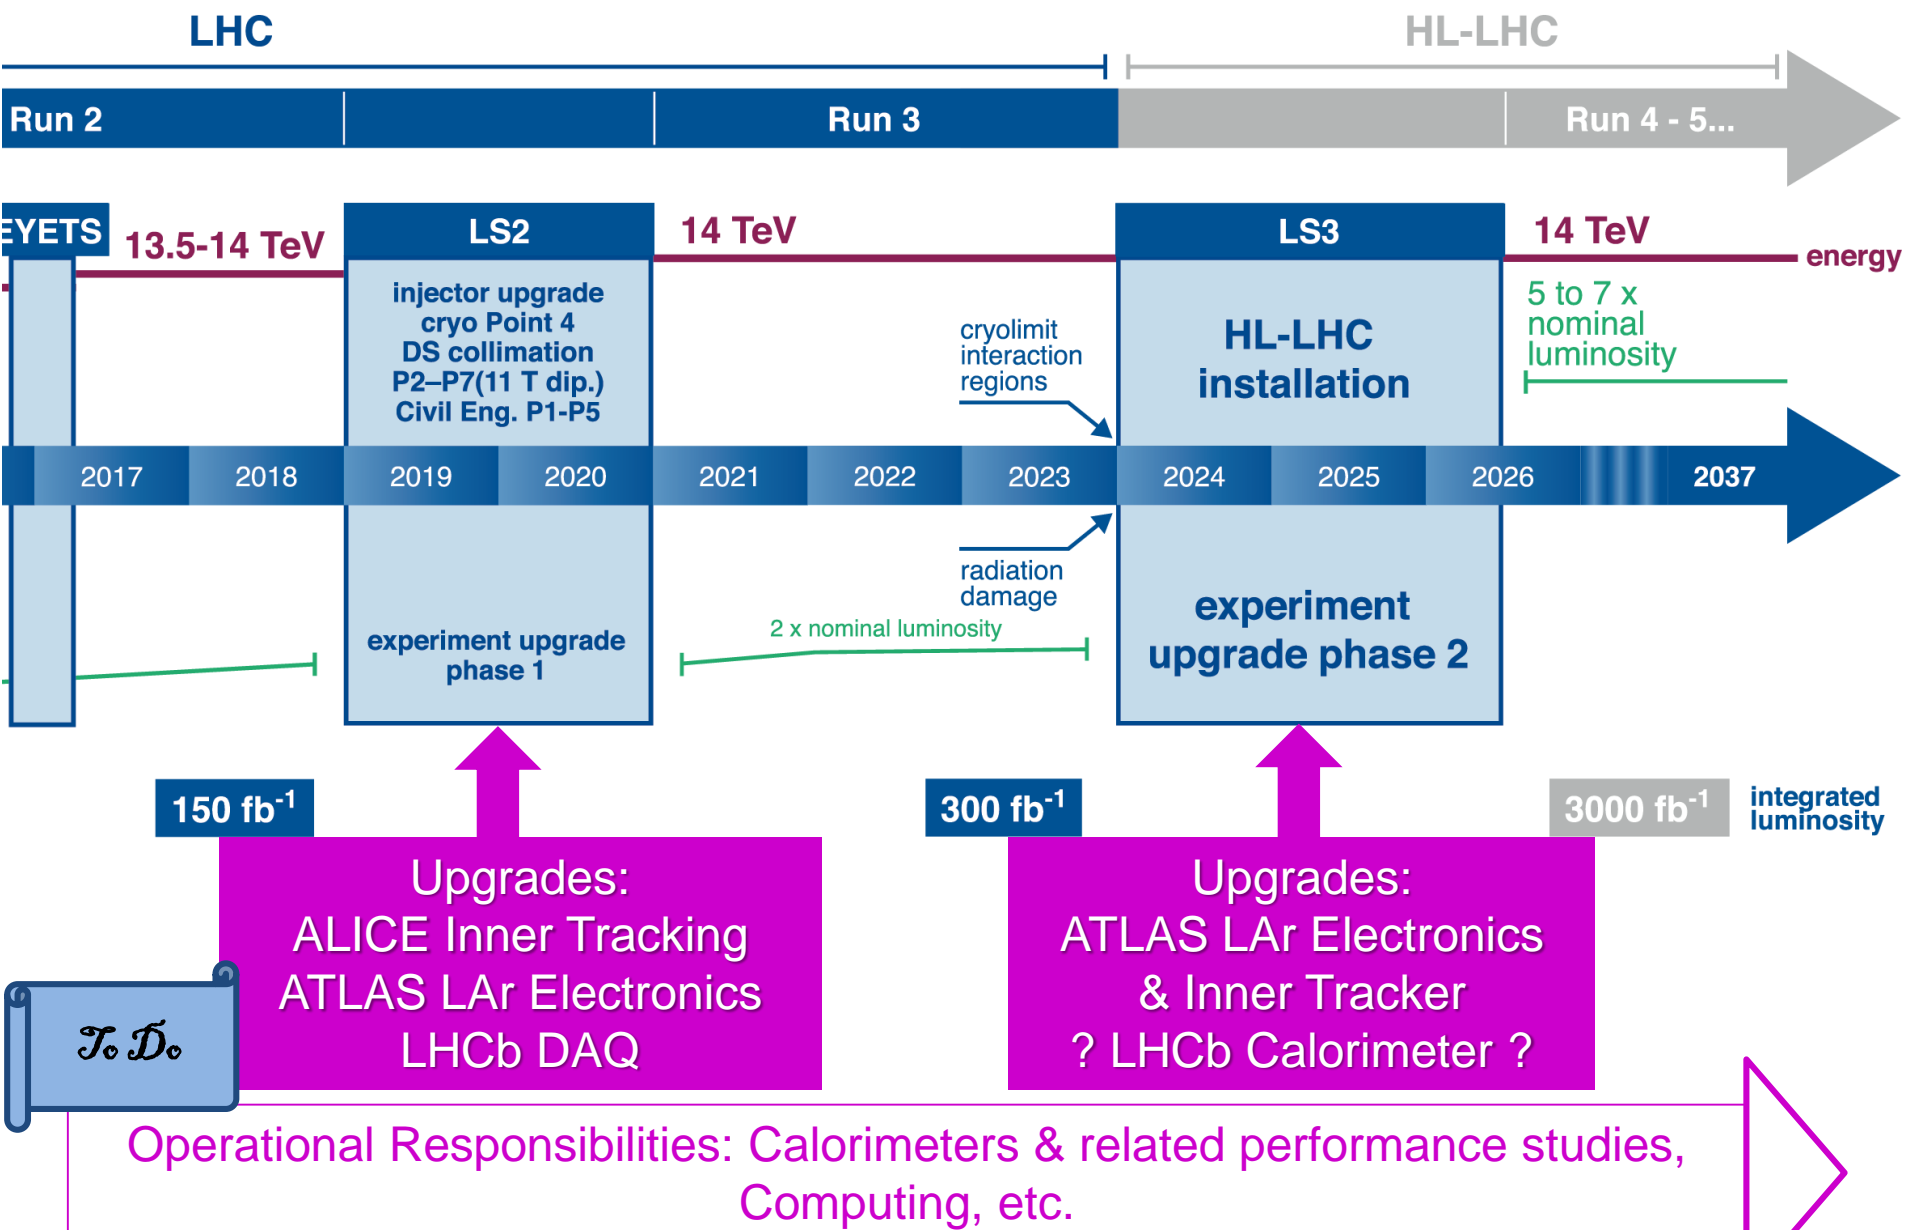 LHC
HL-LHC
Run 2
Run 3
Run 4 - 5...
EYETS
13.5-14 TeV
LS2
14 TeV
LS3
14 TeV
energy
injector upgrade
cryo Point 4
DS collimation
P2–P7(11 T dip.)
Civil Eng. P1-P5
cryolimit
interaction
regions
HL-LHC
installation
5 to 7 x
nominal
luminosity
2017
2018
2019
2020
2021
2022
2023
2024
2025
2026
2037
radiation
damage
experiment upgrade
phase 1
2 x nominal luminosity
experiment
upgrade phase 2
150 fb⁻¹
300 fb⁻¹
3000 fb⁻¹
integrated
luminosity
Upgrades:
ALICE Inner Tracking
ATLAS LAr Electronics
LHCb DAQ
Upgrades:
ATLAS LAr Electronics
& Inner Tracker
? LHCb Calorimeter ?
To Do
Operational Responsibilities: Calorimeters & related performance studies,
Computing, etc.